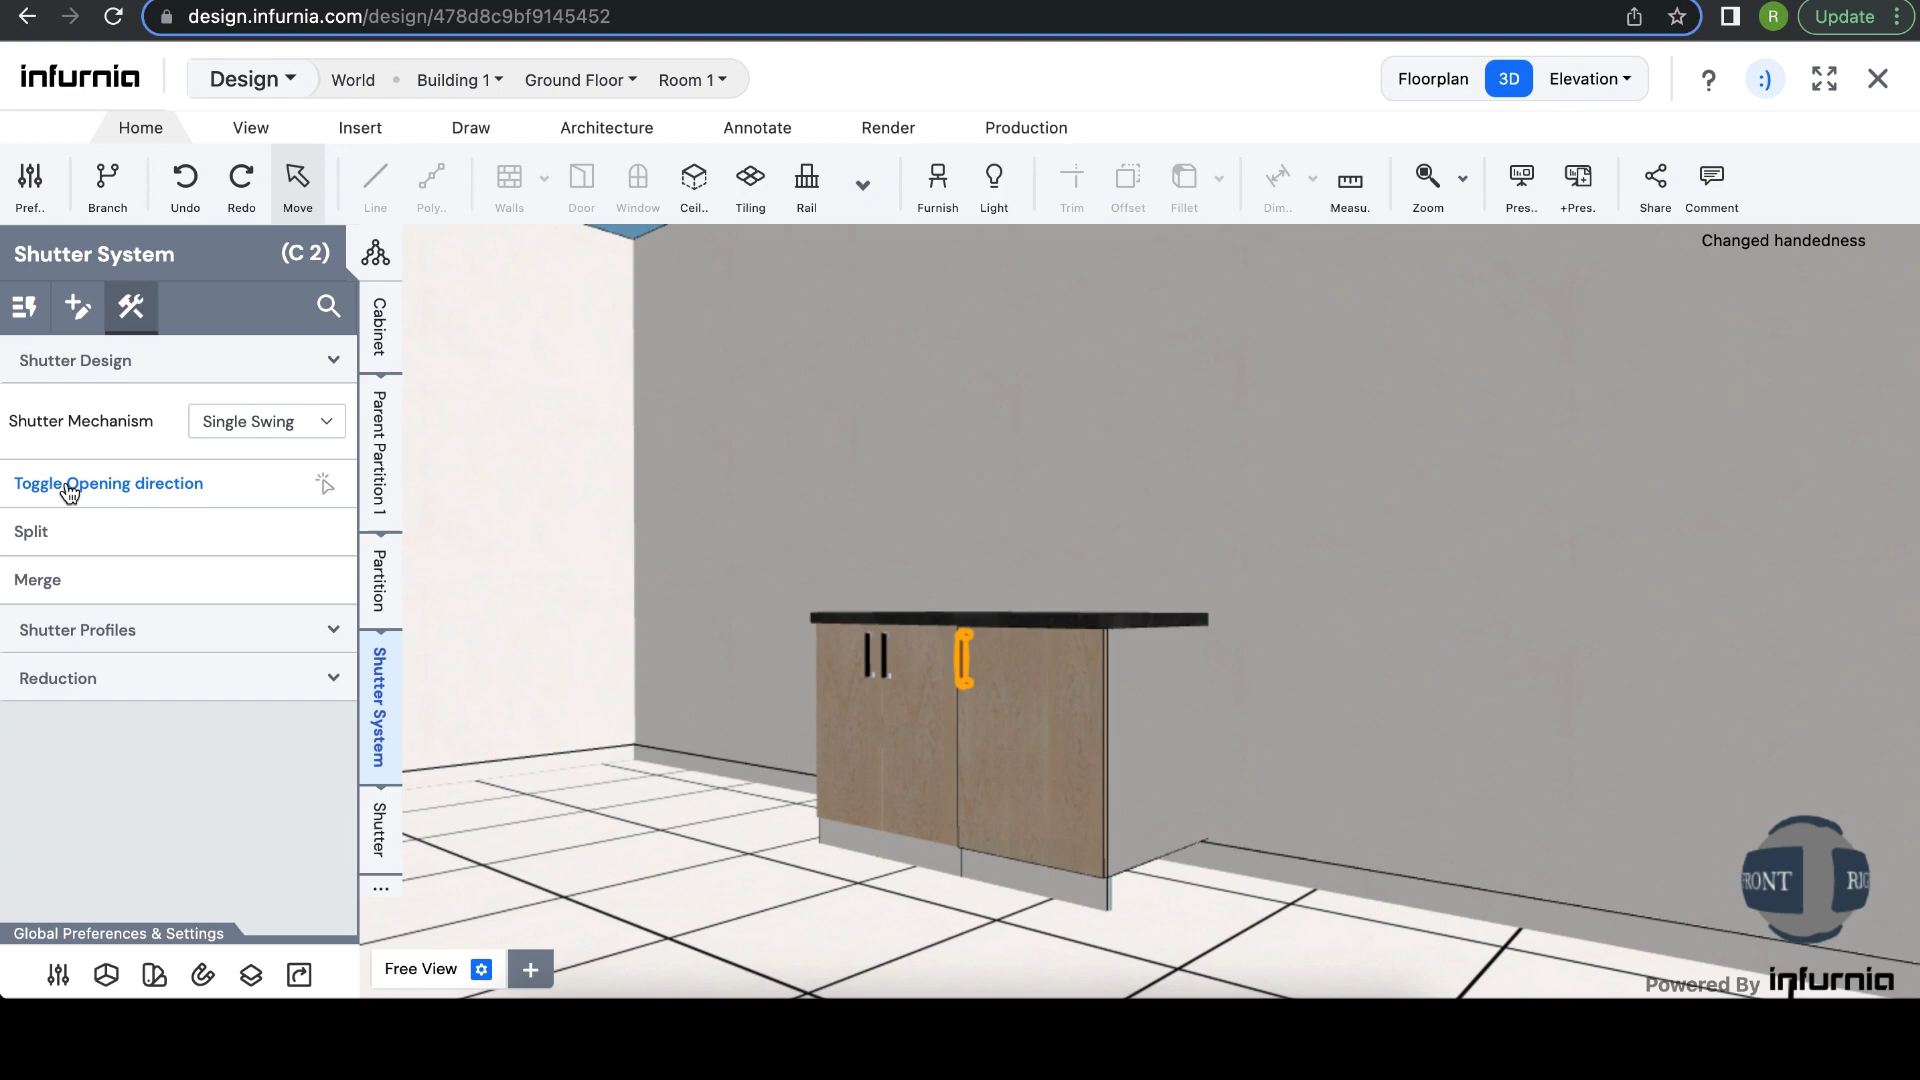 design.infurnia.com/design/478d8c9bf9145452
R
Update
infurnia
Design
World
Building 1
Ground Floor
Room 1
Floorplan
3D
Elevation
?
:)
Home
View
Insert
Draw
Architecture
Annotate
Render
Production
Pref..
Branch
Undo
Redo
Move
Line
Poly..
Walls
Door
Window
Ceil..
Tiling
Rail
Furnish
Light
Trim
Offset
Fillet
Dim..
Measu.
Zoom
Pres..
+Pres.
Share
Comment
Shutter System (C 2)
Changed handedness
Shutter Design
Shutter Mechanism
Single Swing
Toggle Opening direction
Split
Merge
Shutter Profiles
Reduction
Cabinet
Parent Partition 1
Partition
Shutter System
Shutter
...
FRONT
RIG
Global Preferences & Settings
Free View
+
Powered By infurnia